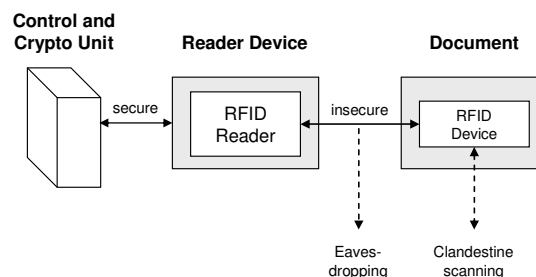 Control and
Crypto Unit
Reader Device
Document
secure
RFID
Reader
insecure
RFID
Device
Eaves-
dropping
Clandestine
scanning